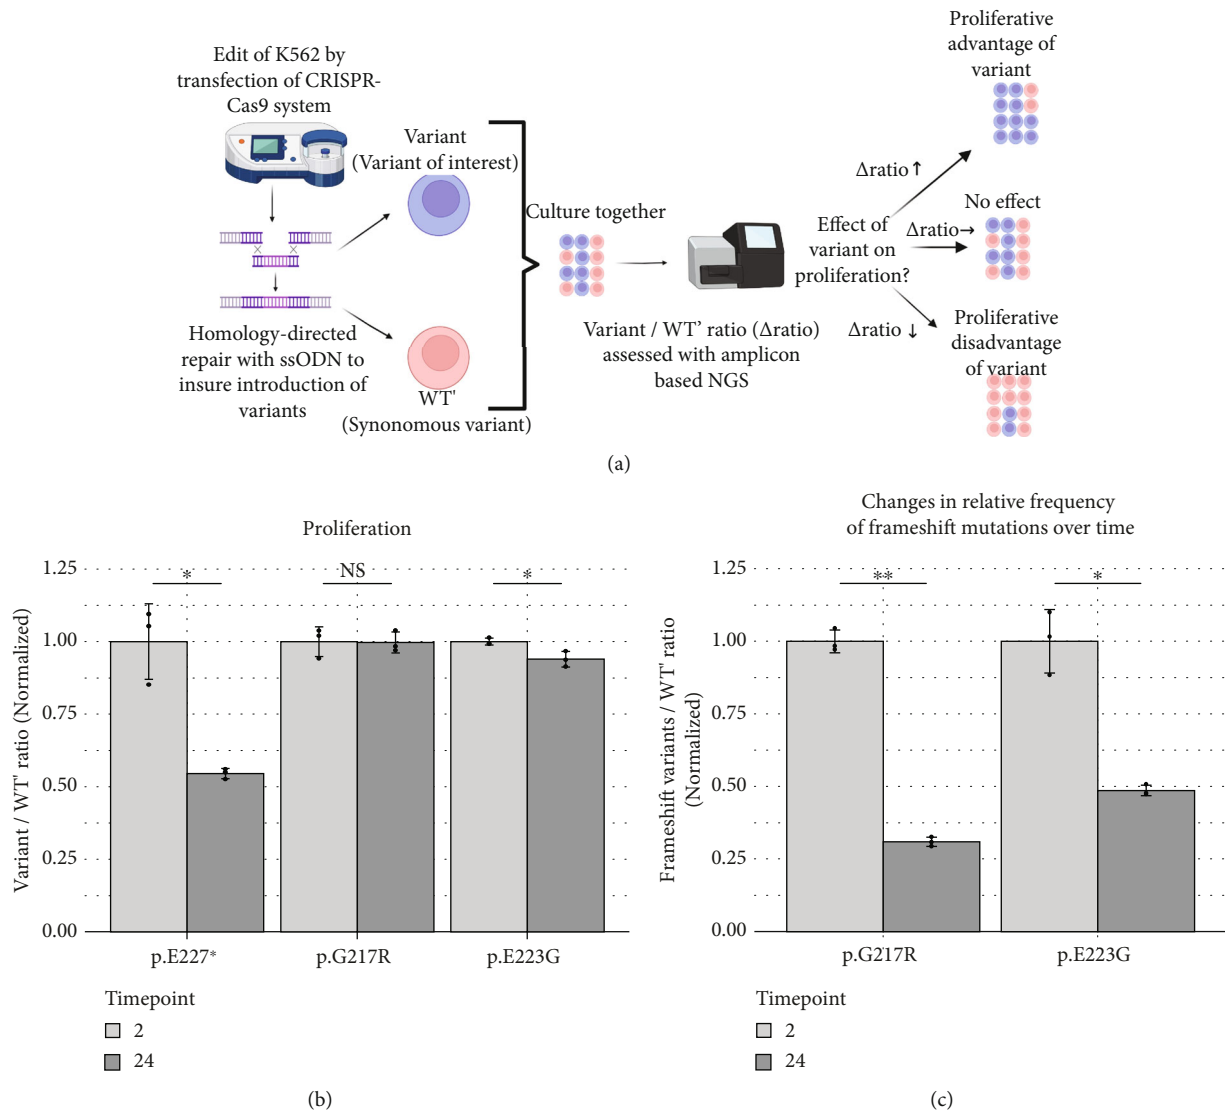 Edit of K562 by
transfection of CRISPR-
Cas9 system
Variant
(Variant of interest)
Homology-directed
repair with ssODN to
insure introduction of
variants
WT'
(Synonomous variant)
Culture together
Variant / WT' ratio (Δratio)
assessed with amplicon
based NGS
Effect of
variant on
proliferation?
Δratio ↑
Δratio→
Δratio ↓
Proliferative
advantage of
variant
No effect
Proliferative
disadvantage
of variant
(a)
Proliferation
Variant / WT' ratio (Normalized)
1.25
1.00
0.75
0.50
0.25
0.00
*
NS
*
p.E227*
p.G217R
p.E223G
Timepoint
2
24
(b)
Changes in relative frequency
of frameshift mutations over time
Frameshift variants / WT' ratio
(Normalized)
1.25
1.00
0.75
0.50
0.25
0.00
**
*
p.G217R
p.E223G
Timepoint
2
24
(c)